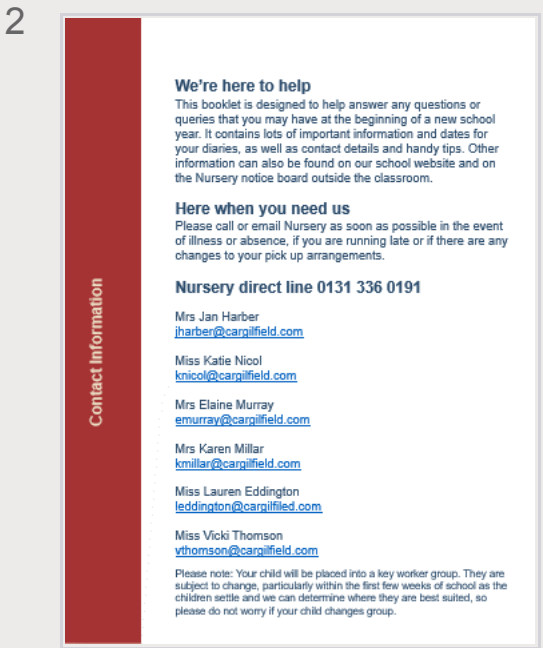 2
We're here to help
This booklet is designed to help answer any questions or
queries that you may have at the beginning of a new school
year. It contains lots of important information and dates for
your diaries, as well as contact details and handy tips. Other
information can also be found on our school website and on
the Nursery notice board outside the classroom.
Here when you need us
Please call or email Nursery as soon as possible in the event
of illness or absence, if you are running late or if there are any
changes to your pick up arrangements.
Nursery direct line 0131 336 0191
Mrs Jan Harber
jharber@cargilfield.com
Miss Katie Nicol
knicol@cargilfield.com
Mrs Elaine Murray
emurray@cargilfield.com
Mrs Karen Millar
kmillar@cargilfield.com
Miss Lauren Eddington
leddington@cargilfiled.com
Miss Vicki Thomson
vthomson@cargilfield.com
Please note: Your child will be placed into a key worker group. They are
subject to change, particularly within the first few weeks of school as the
children settle and we can determine where they are best suited, so
please do not worry if your child changes group.
Contact Information